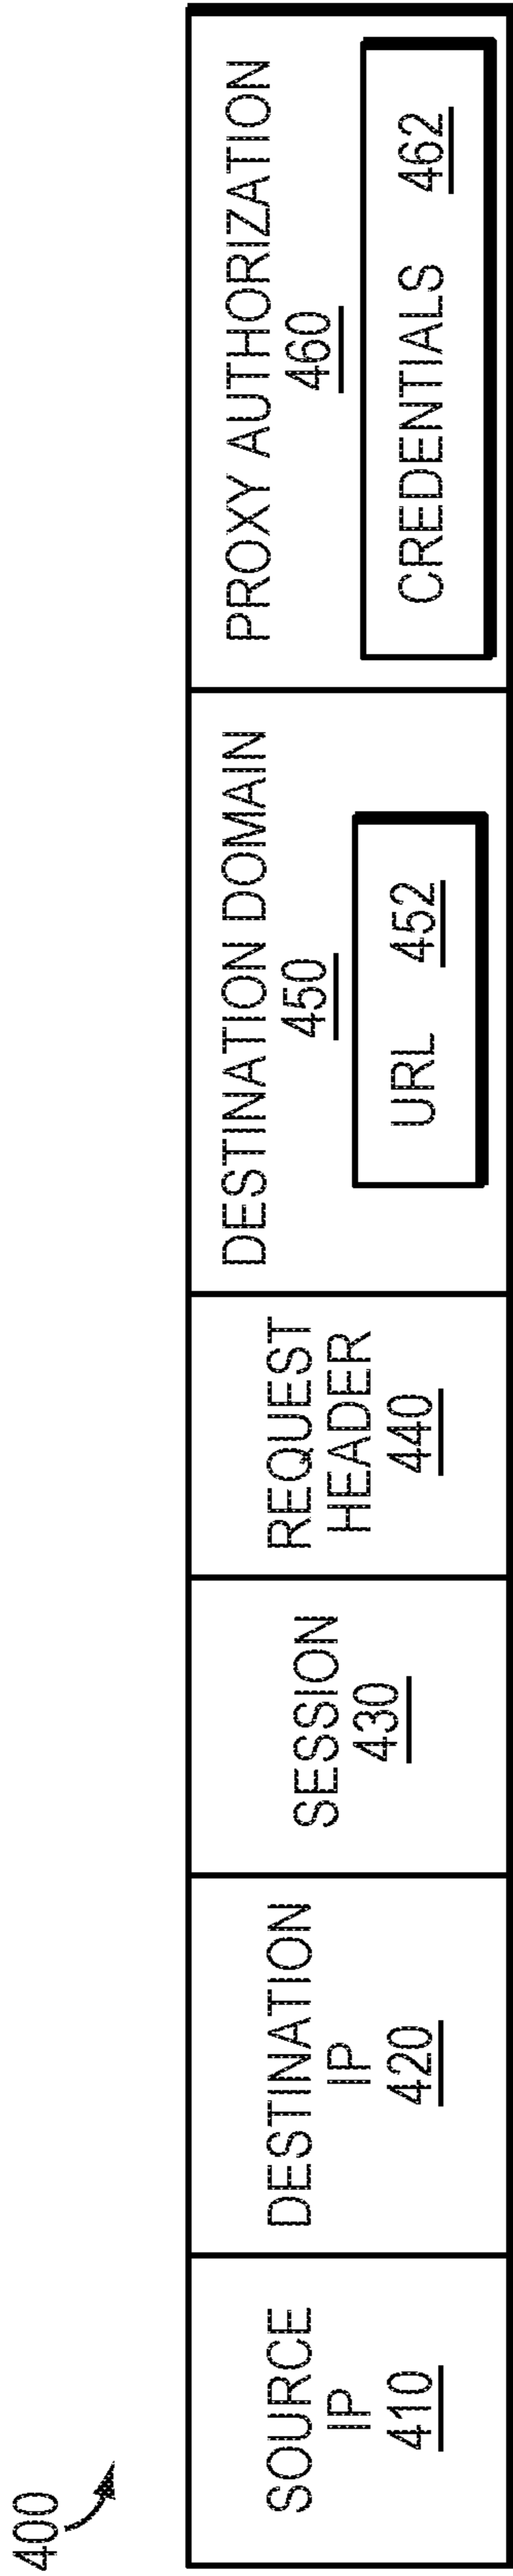 400
SOURCE
IP
410
DESTINATION
IP
420
SESSION
430
REQUEST
HEADER
440
DESTINATION DOMAIN
450
URL 452
PROXY AUTHORIZATION
460
CREDENTIALS 462